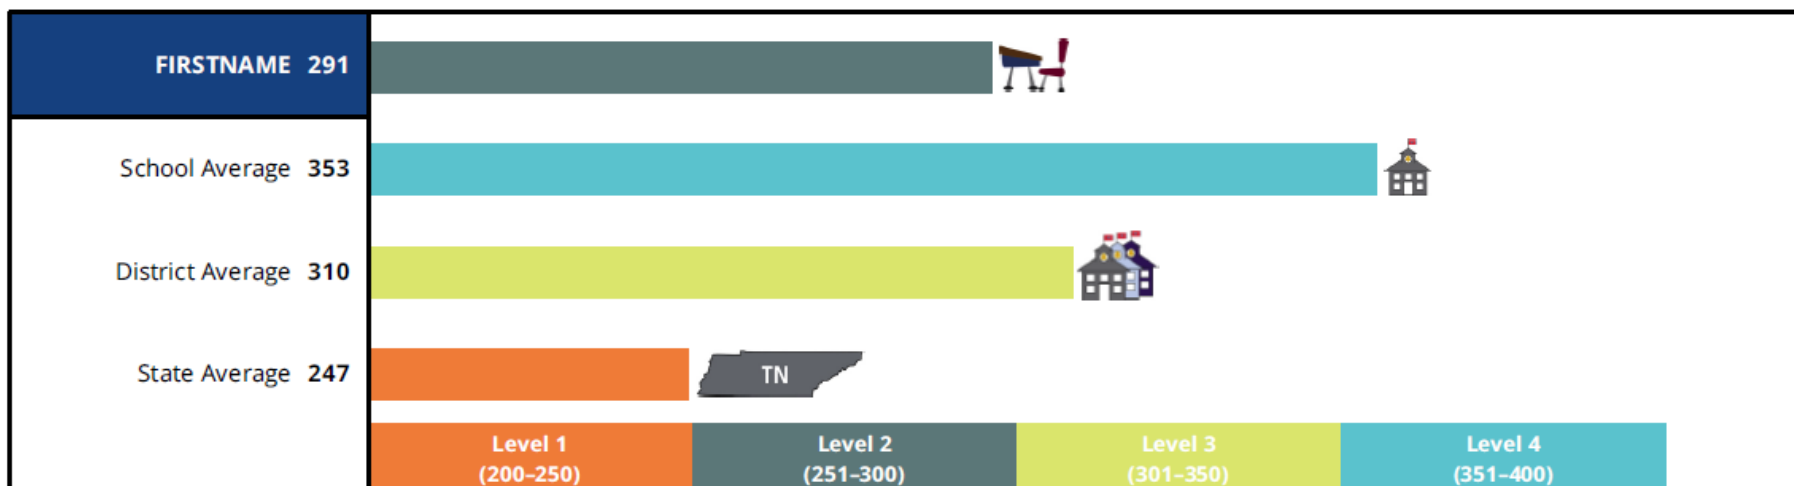 FIRSTNAME 291
School Average 353
District Average 310
State Average 247
TN
Level 1
(200–250)
Level 2
(251–300)
Level 3
(301–350)
Level 4
(351–400)